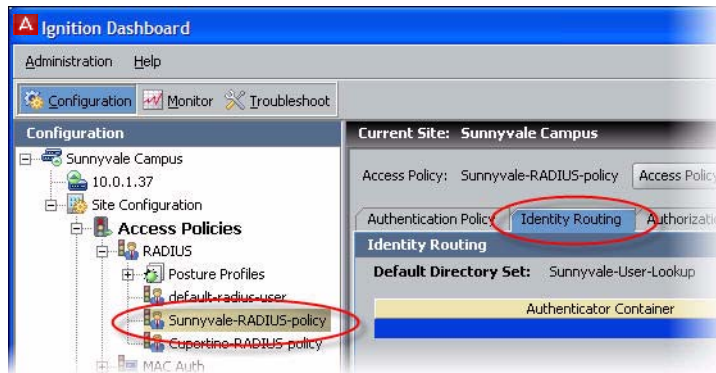 Ignition Dashboard
Administration Help
Configuration Monitor Troubleshoot
Configuration
Sunnyvale Campus
10.0.1.37
Site Configuration
Access Policies
RADIUS
Posture Profiles
default-radius-user
Sunnyvale-RADIUS-policy
Cupertino-RADIUS-policy
MAC Auth
Current Site: Sunnyvale Campus
Access Policy: Sunnyvale-RADIUS-policy Access Policy
Authentication Policy Identity Routing Authorizati
Identity Routing
Default Directory Set: Sunnyvale-User-Lookup
Authenticator Container